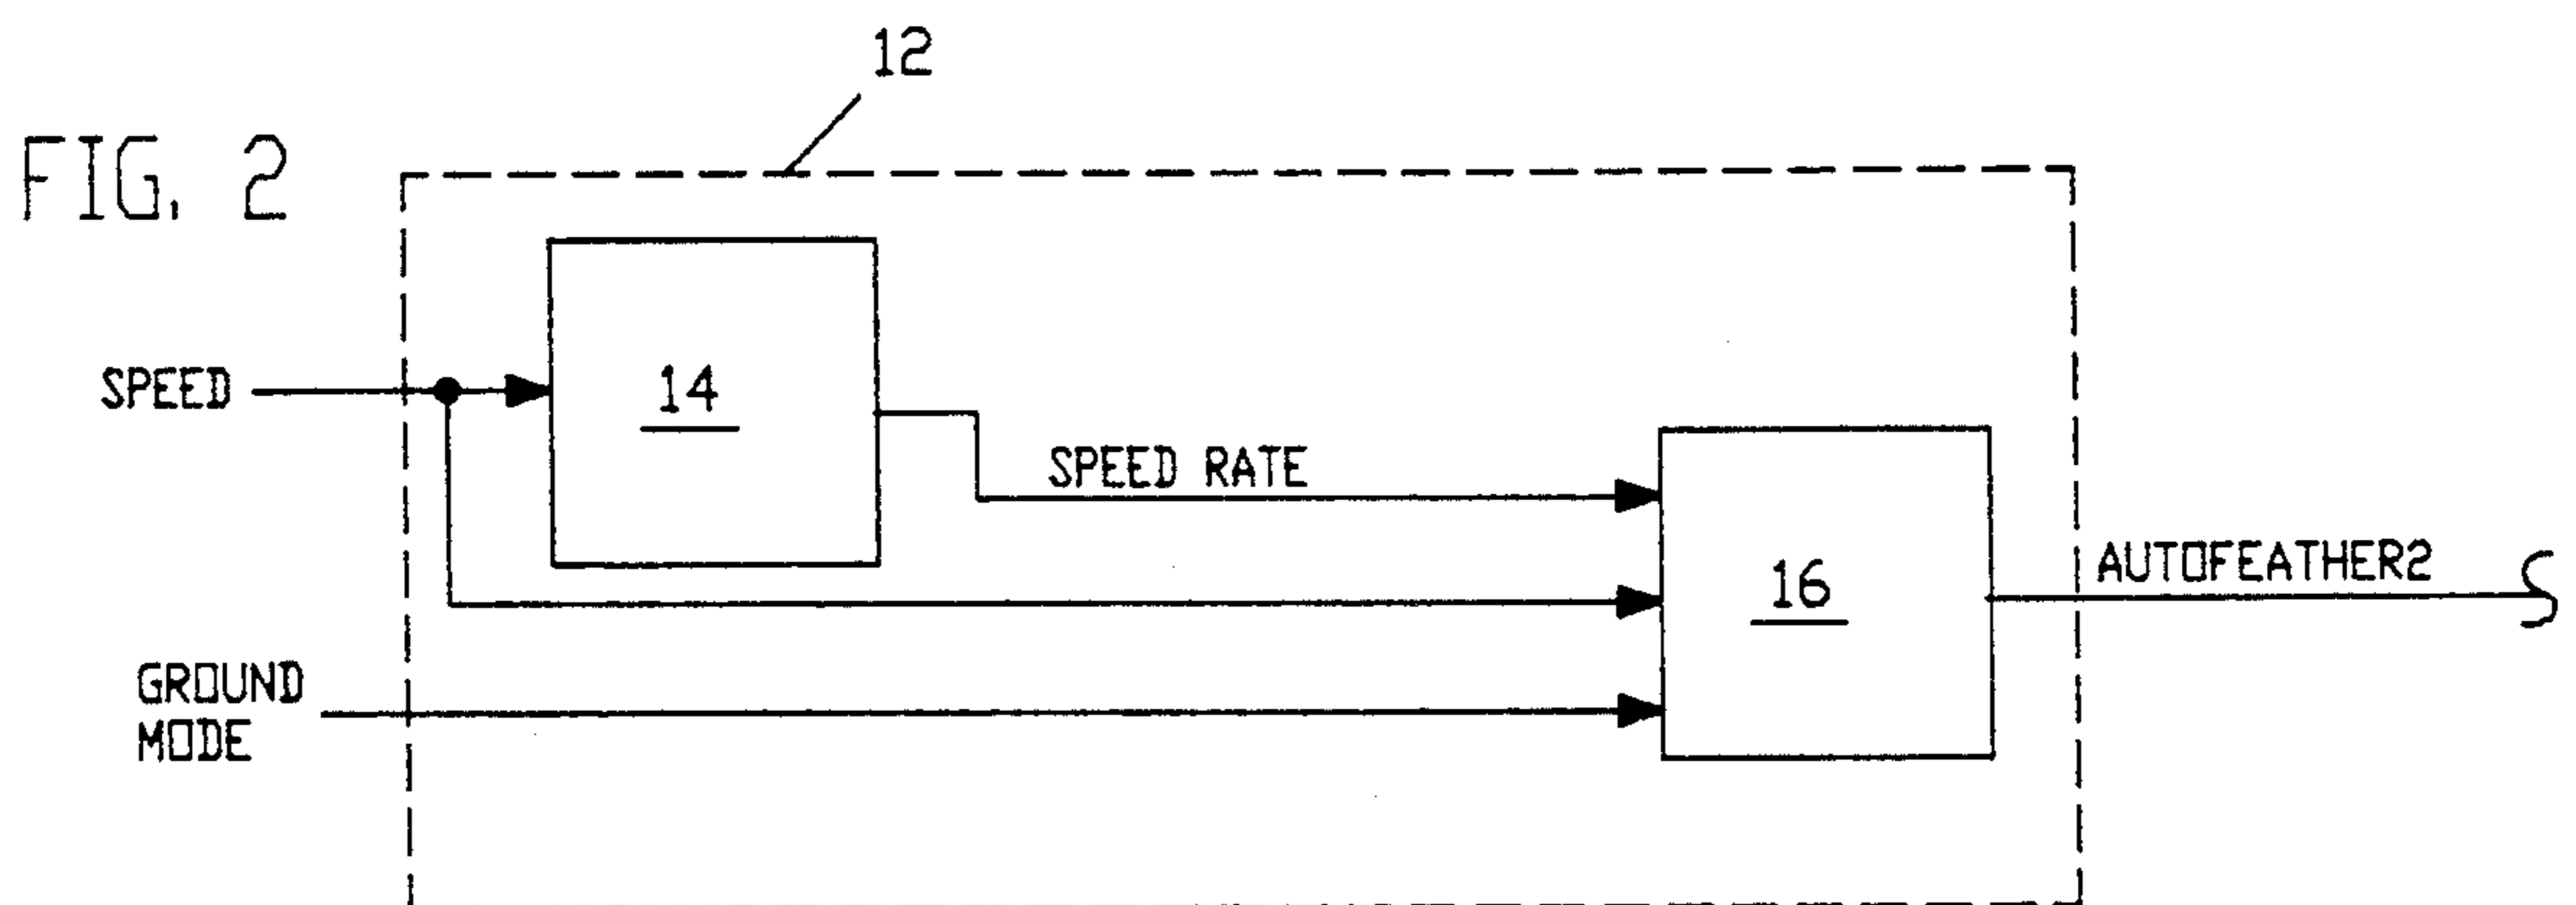 12
FIG. 2
SPEED
14
SPEED RATE
AUTOFEATHER2
16
GROUND
MODE